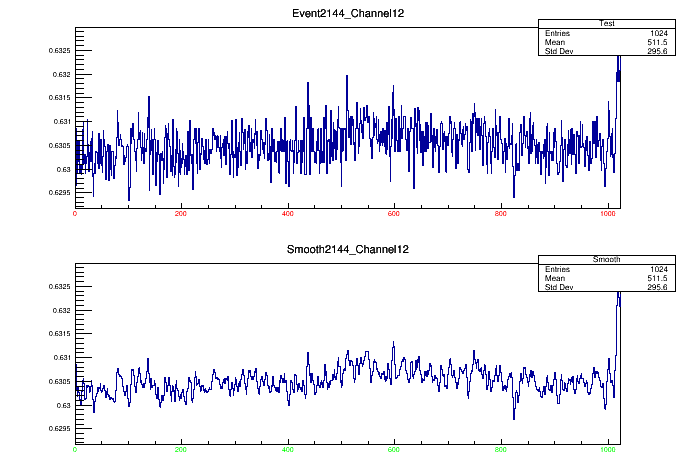 Event2144_Channel12
Test
Entries 1024
Mean 511.5
Std Dev 295.6
0.6325
0.632
0.6315
0.631
0.6305
0.63
0.6295
0 200 400 600 800 1000
Smooth2144_Channel12
Smooth
Entries 1024
Mean 511.5
Std Dev 295.6
0.6325
0.632
0.6315
0.631
0.6305
0.63
0.6295
0 200 400 600 800 1000